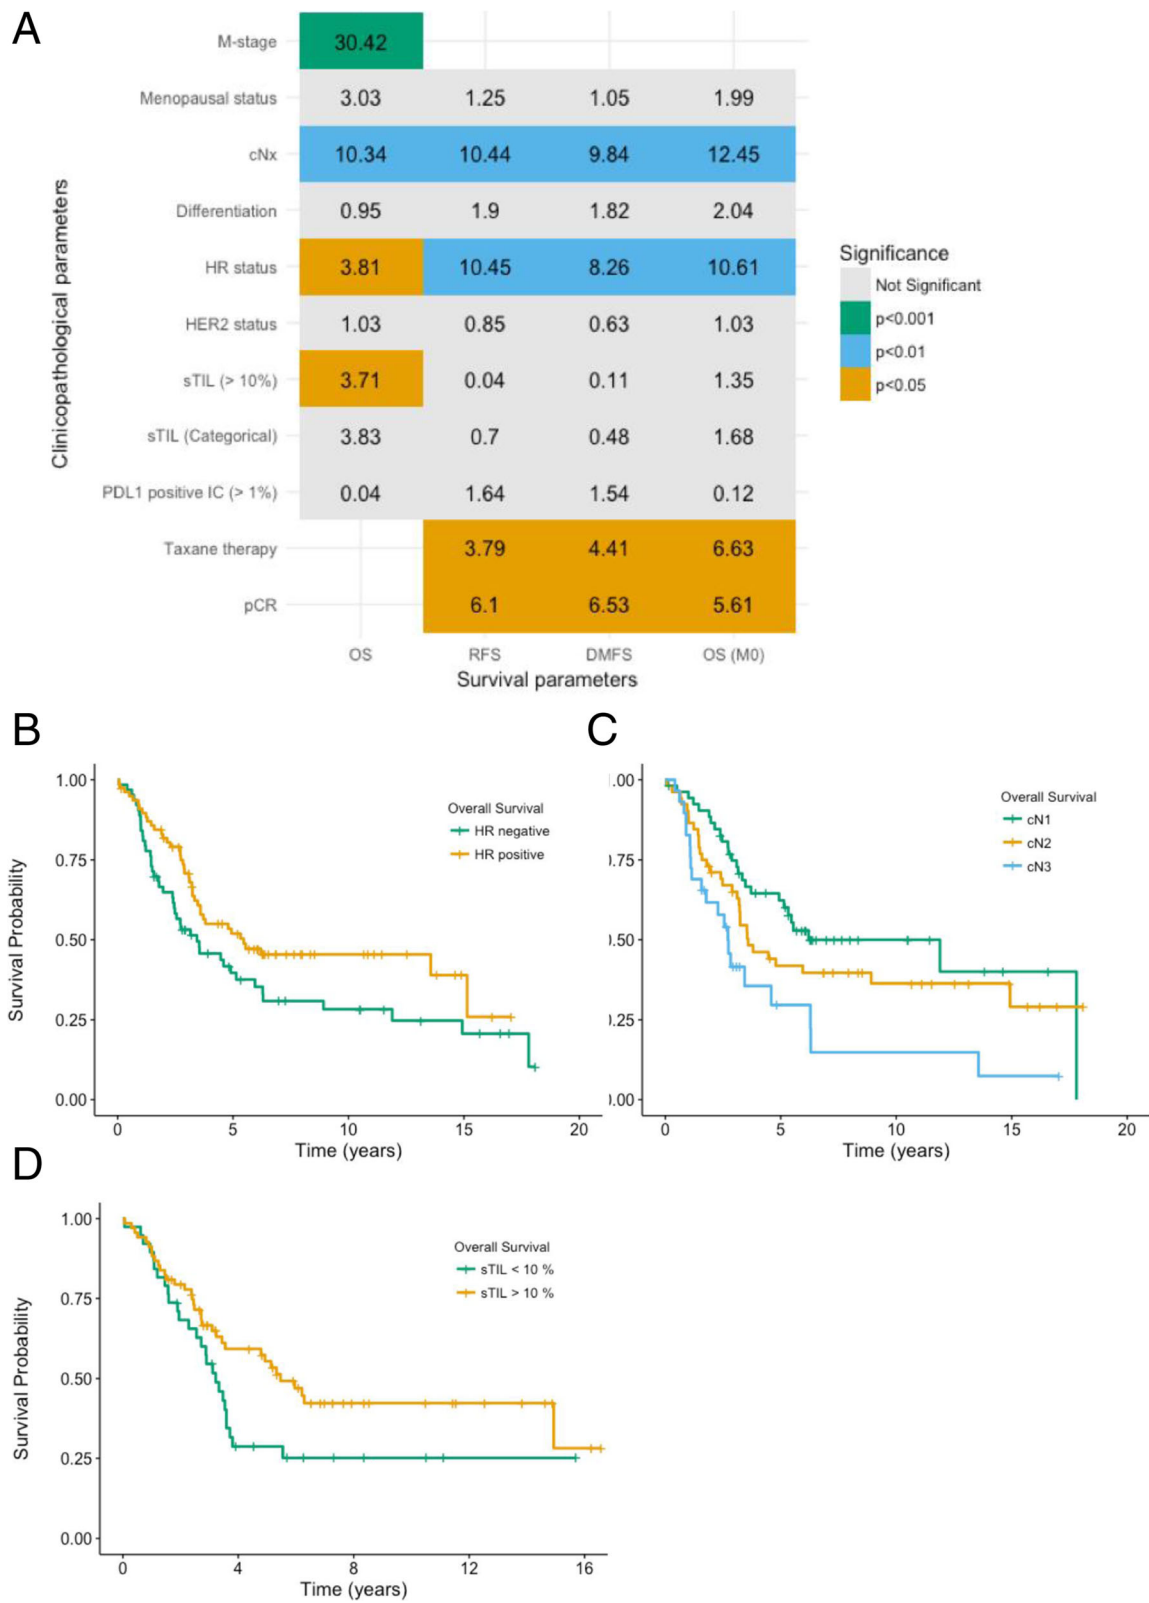 A
M-stage 30.42
Menopausal status 3.03 1.25 1.05 1.99
cNx 10.34 10.44 9.84 12.45
Differentiation 0.95 1.9 1.82 2.04
HR status 3.81 10.45 8.26 10.61
HER2 status 1.03 0.85 0.63 1.03
sTIL (> 10%) 3.71 0.04 0.11 1.35
sTIL (Categorical) 3.83 0.7 0.48 1.68
PDL1 positive IC (> 1%) 0.04 1.64 1.54 0.12
Taxane therapy 3.79 4.41 6.63
pCR 6.1 6.53 5.61
OS RFS DMFS OS (M0)
Survival parameters
Clinicopathological parameters
Significance
Not Significant
p<0.001
p<0.01
p<0.05
B
1.00
0.75
0.50
0.25
0.00
0 5 10 15 20
Time (years)
Survival Probability
Overall Survival
HR negative
HR positive
C
.00
0.75
0.50
0.25
0.00
0 5 10 15 20
Time (years)
Overall Survival
cN1
cN2
cN3
D
1.00
0.75
0.50
0.25
0.00
0 4 8 12 16
Time (years)
Survival Probability
Overall Survival
sTIL < 10 %
sTIL > 10 %